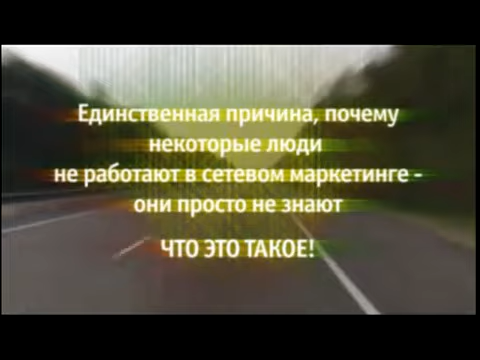 Единственная причина, почему
некоторые люди
не работают в сетевом маркетинге -
они просто не знают
ЧТО ЭТО ТАКОЕ!